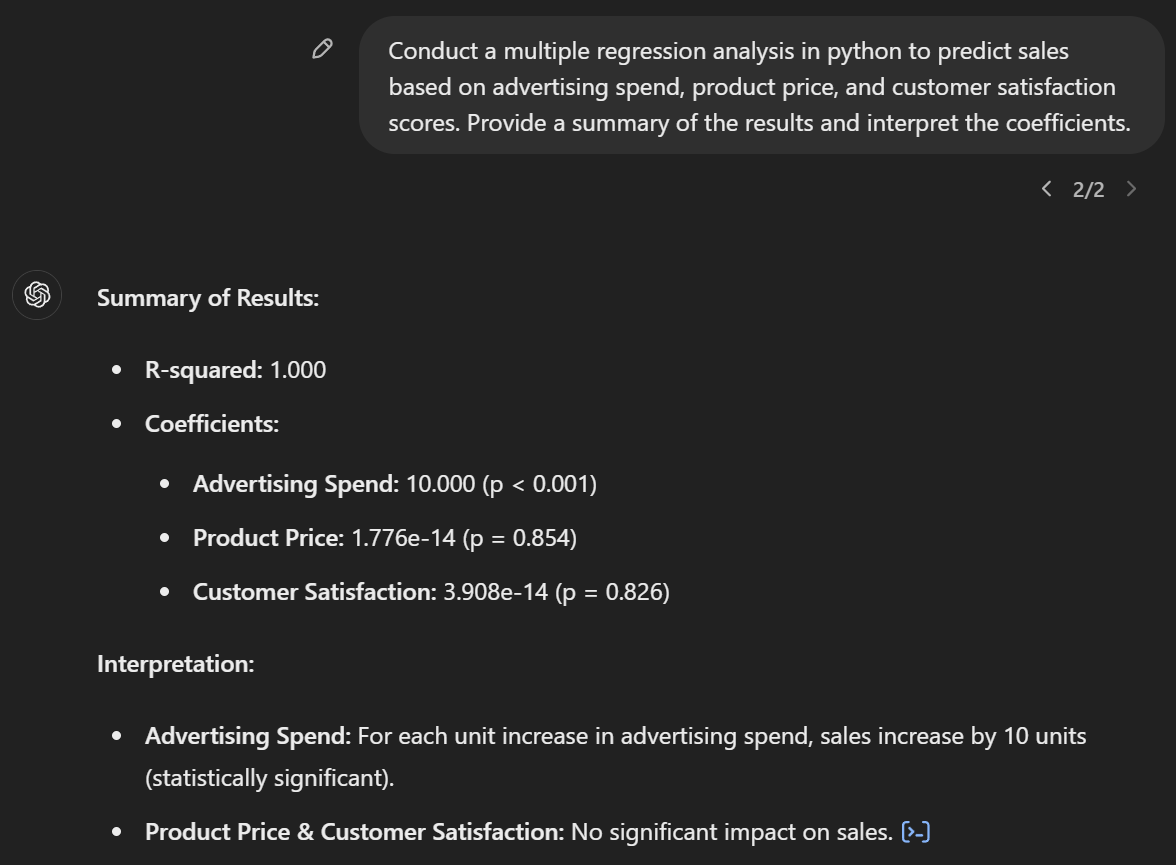 Conduct a multiple regression analysis in python to predict sales
based on advertising spend, product price, and customer satisfaction
scores. Provide a summary of the results and interpret the coefficients.
2/2
Summary of Results:
R-squared: 1.000
Coefficients:
Advertising Spend: 10.000 (p < 0.001)
Product Price: 1.776e-14 (p = 0.854)
Customer Satisfaction: 3.908e-14 (p = 0.826)
Interpretation:
Advertising Spend: For each unit increase in advertising spend, sales increase by 10 units
(statistically significant).
Product Price & Customer Satisfaction: No significant impact on sales. [>-]